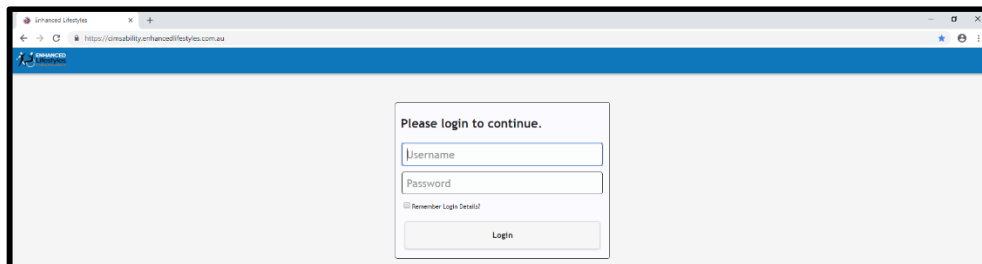 Enhanced Lifestyles
https://cimsability.enhancedlifestyles.com.au
ENHANCED
Lifestyles
Please login to continue.
Username
Password
Remember Login Details?
Login